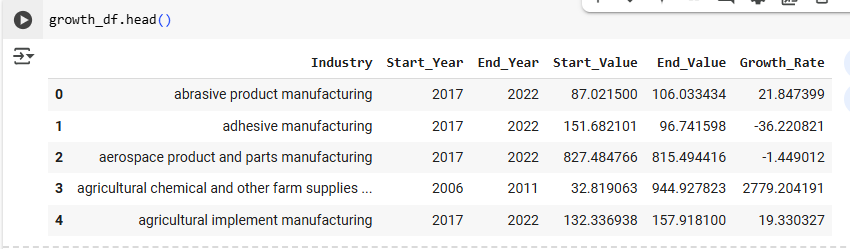 growth_df.head()
Industry Start_Year End_Year Start_Value End_Value Growth_Rate
0 abrasive product manufacturing 2017 2022 87.021500 106.033434 21.847399
1 adhesive manufacturing 2017 2022 151.682101 96.741598 -36.220821
2 aerospace product and parts manufacturing 2017 2022 827.484766 815.494416 -1.449012
3 agricultural chemical and other farm supplies ... 2006 2011 32.819063 944.927823 2779.204191
4 agricultural implement manufacturing 2017 2022 132.336938 157.918100 19.330327